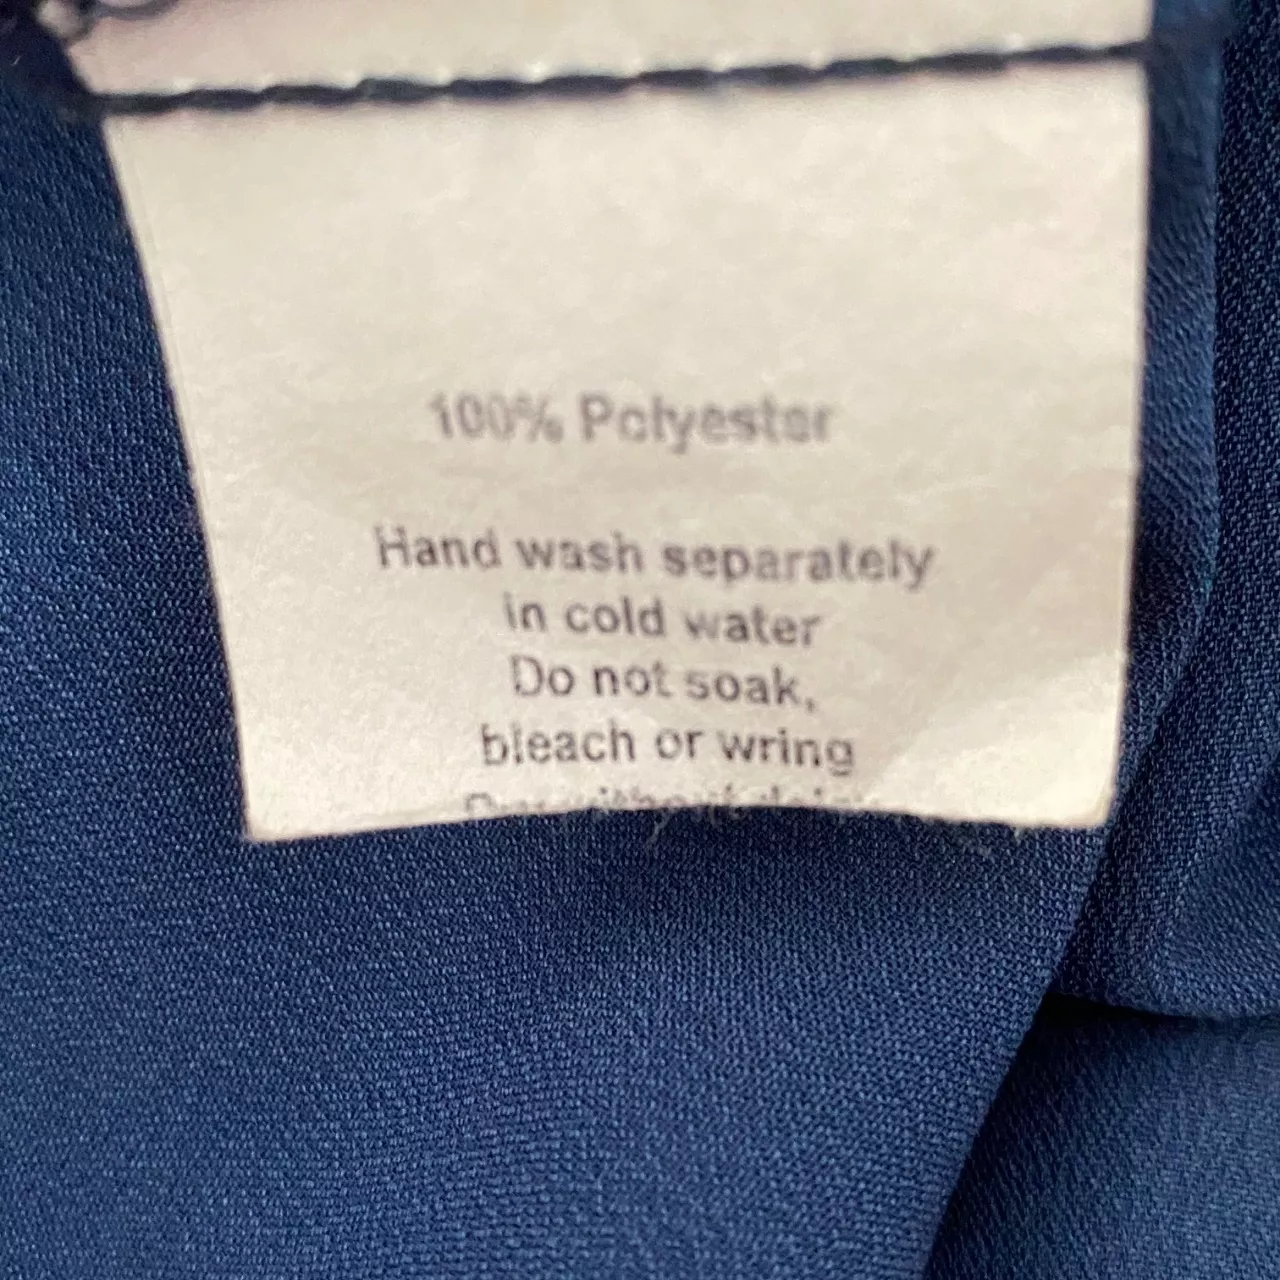 100% Polyester
Hand wash separately
in cold water
Do not soak,
bleach or wring